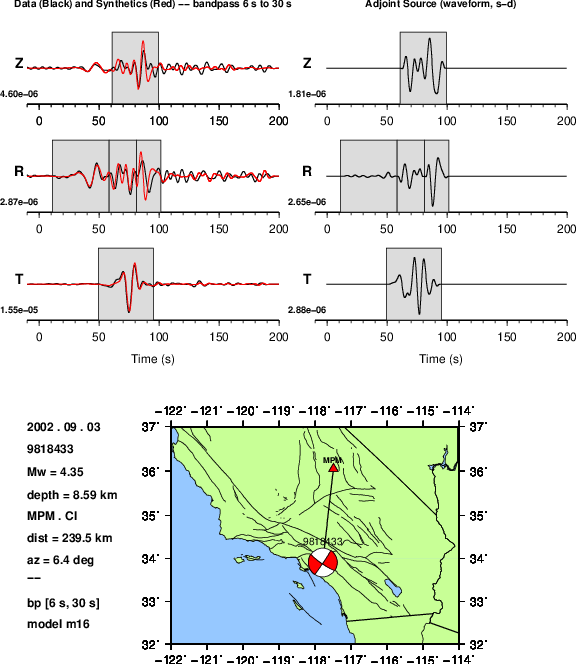 Data (Black) and Synthetics (Red) −− bandpass 6 s to 30 s
Adjoint Source (waveform, s−d)
Z
4.60e−06
0 50 100 150 200
Z
1.81e−06
0 50 100 150 200
R
2.87e−06
0 50 100 150 200
R
2.65e−06
0 50 100 150 200
T
1.55e−05
0 50 100 150 200
Time (s)
T
2.88e−06
0 50 100 150 200
Time (s)
2002 . 09 . 03
9818433
Mw = 4.35
depth = 8.59 km
MPM . CI
dist = 239.5 km
az = 6.4 deg
−−
bp [6 s, 30 s]
model m16
−122˚ −121˚ −120˚ −119˚ −118˚ −117˚ −116˚ −115˚ −114˚
37˚ 37˚
MPM
36˚ 36˚
35˚ 35˚
9818433
34˚ 34˚
33˚ 33˚
32˚ 32˚
−122˚ −121˚ −120˚ −119˚ −118˚ −117˚ −116˚ −115˚ −114˚